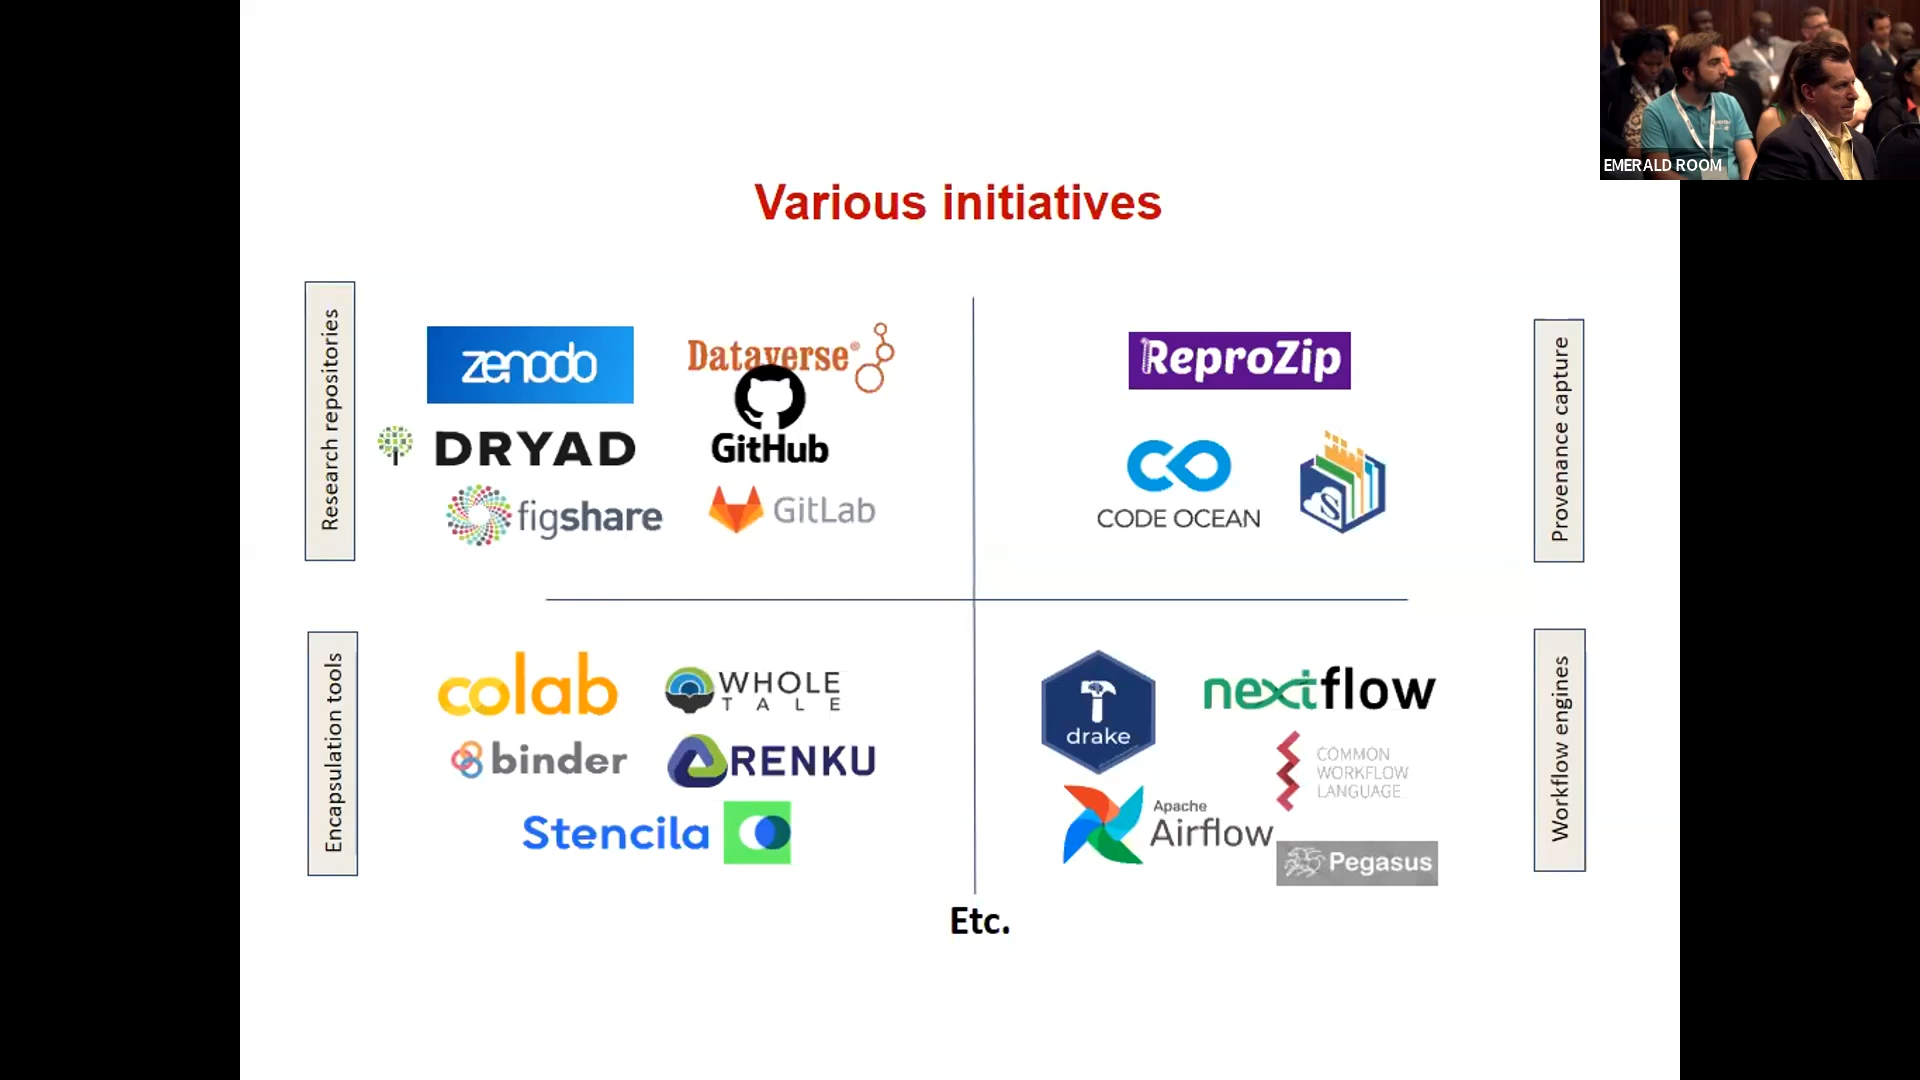 EMERALD ROOM
Various initiatives
Research repositories
zenodo
Dataverse®
DRYAD
GitHub
figshare
GitLab
ReproZip
CODE OCEAN
S
Provenance capture
Encapsulation tools
colab
WHOLE
TALE
binder
RENKU
Stencila
drake
nextflow
COMMON
WORKFLOW
LANGUAGE
Apache
Airflow
Pegasus
Workflow engines
Etc.